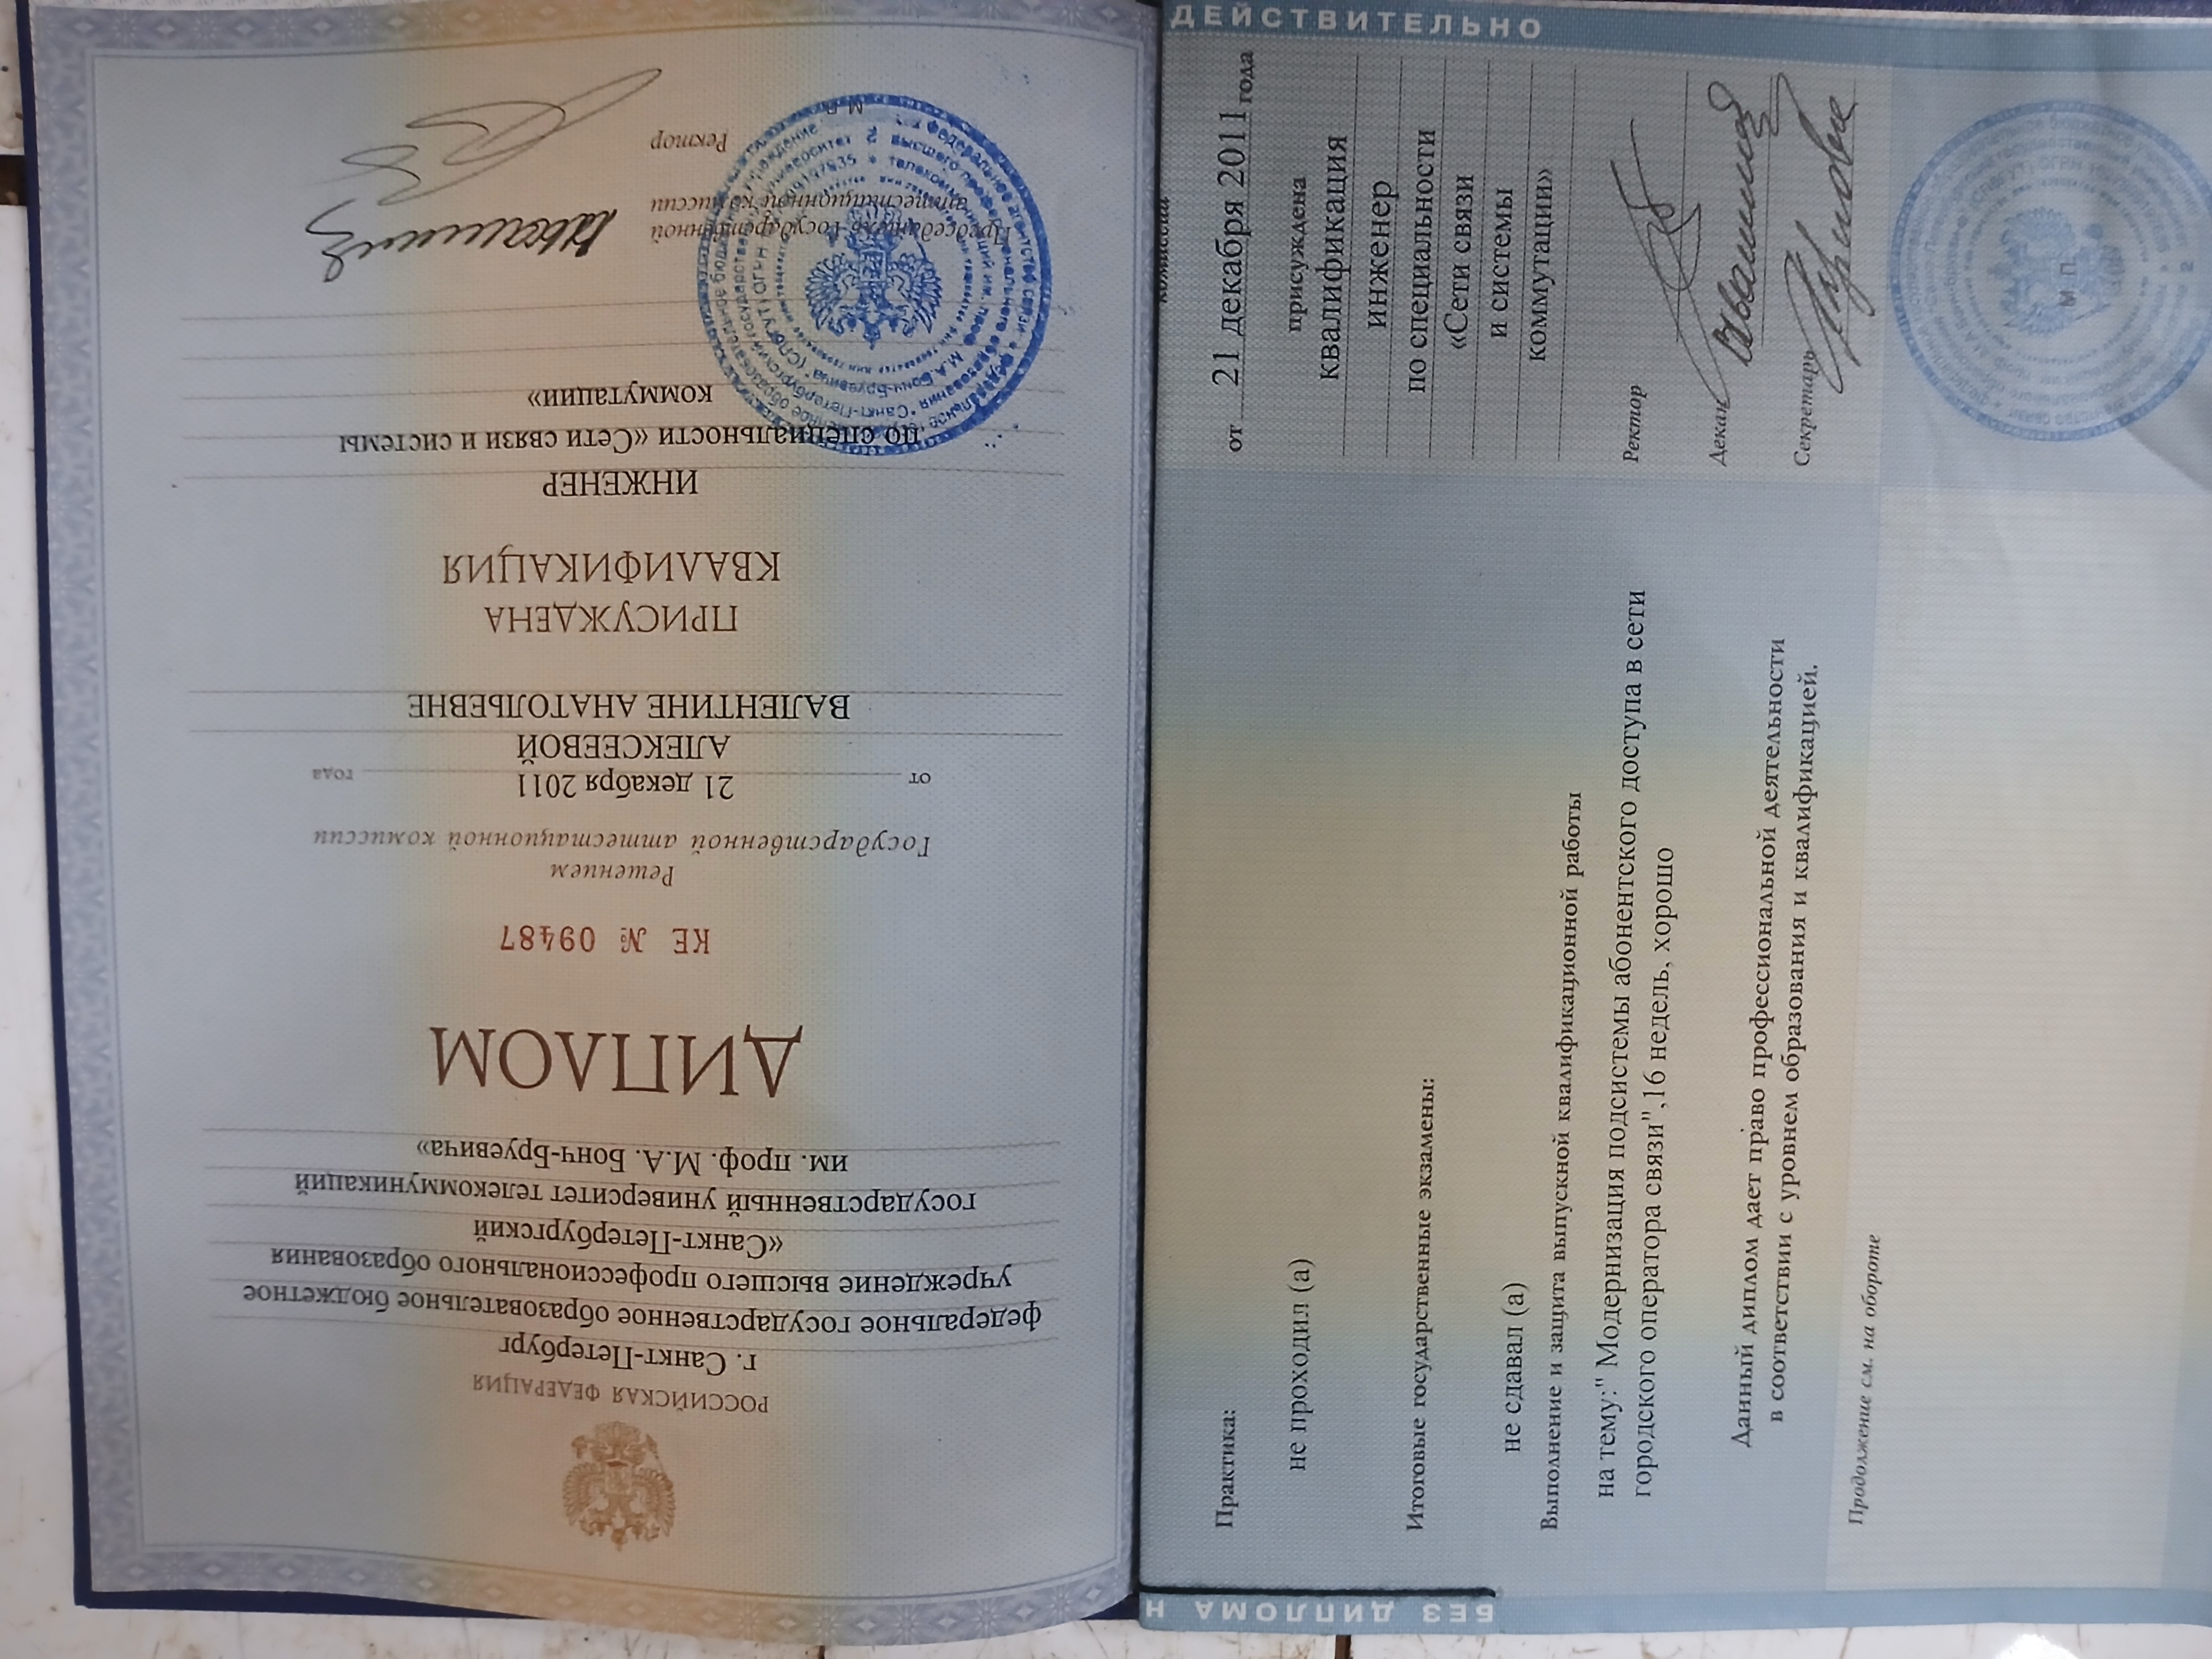 РОССИЙСКАЯ ФЕДЕРАЦИЯ
г. Санкт-Петербург
федеральное государственное образовательное бюджетное
учреждение высшего профессионального образования
«Санкт-Петербургский
государственный университет телекоммуникаций
им. проф. М.А. Бонч-Бруевича»
ДИПЛОМ
КЕ № 09487
Решением
Государственной аттестационной комиссии
от 21 декабря 2011 года
АЛЕКСЕЕВОЙ
ВАЛЕНТИНЕ АНАТОЛЬЕВНЕ
ПРИСУЖДЕНА
КВАЛИФИКАЦИЯ
ИНЖЕНЕР
по специальности «Сети связи и системы
коммутации»
Председатель Государственной
аттестационной комиссии
Ректор
М.П.
БЕЗ ДИПЛОМА Н
ДЕЙСТВИТЕЛЬНО
комиссии
от 21 декабря 2011 года
присуждена
квалификация
инженер
по специальности
«Сети связи
и системы
коммутации»
Ректор
Декан
Секретарь
М.П.
Практика:
не проходил (а)
Итоговые государственные экзамены:
не сдавал (а)
Выполнение и защита выпускной квалификационной работы
на тему:" Модернизация подсистемы абонентского доступа в сети
городского оператора связи",16 недель, хорошо
Данный диплом дает право профессиональной деятельности
в соответствии с уровнем образования и квалификацией.
Продолжение см. на обороте